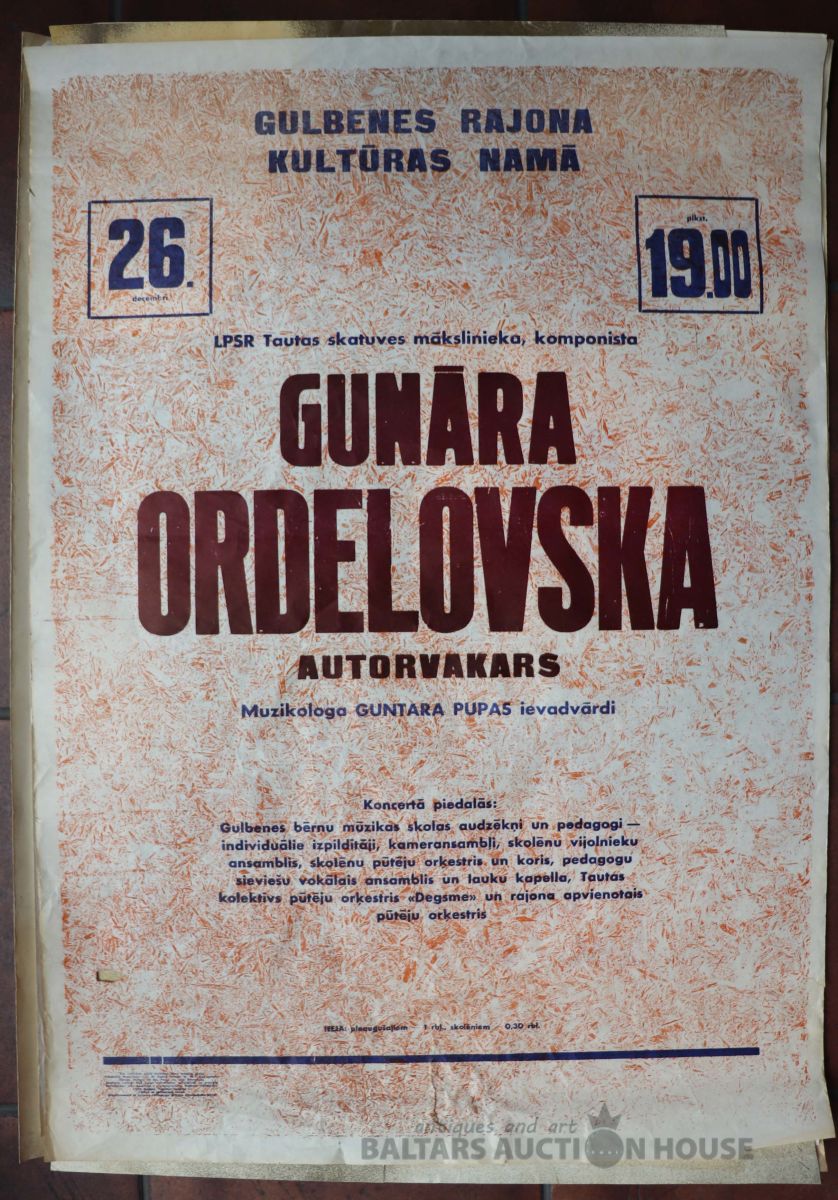 GULBENES RAJONA
KULTŪRAS NAMĀ
26.
decembrī
plkst.
19.00
LPSR Tautas skatuves mākslinieka, komponista
GUNĀRA
ORDELOVSKA
AUTORVAKARS
Muzikologa GUNTARA PUPAS ievadvārdi
Koncertā piedalās:
Gulbenes bērnu mūzikas skolas audzēkņi un pedagogi —
individuālie izpildītāji, kameransambļi, skolēnu vijolnieku
ansamblis, skolēnu pūtēju orķestris un koris, pedagogu
sieviešu vokālais ansamblis un lauku kapella, Tautas
kolektīvs pūtēju orķestris «Degsme» un rajona apvienotais
pūtēju orķestris
IEEJA: pieaugušajiem 1 rbļ., skolēniem 0,30 rbl.
antiques and art
BALTARS AUCTION HOUSE